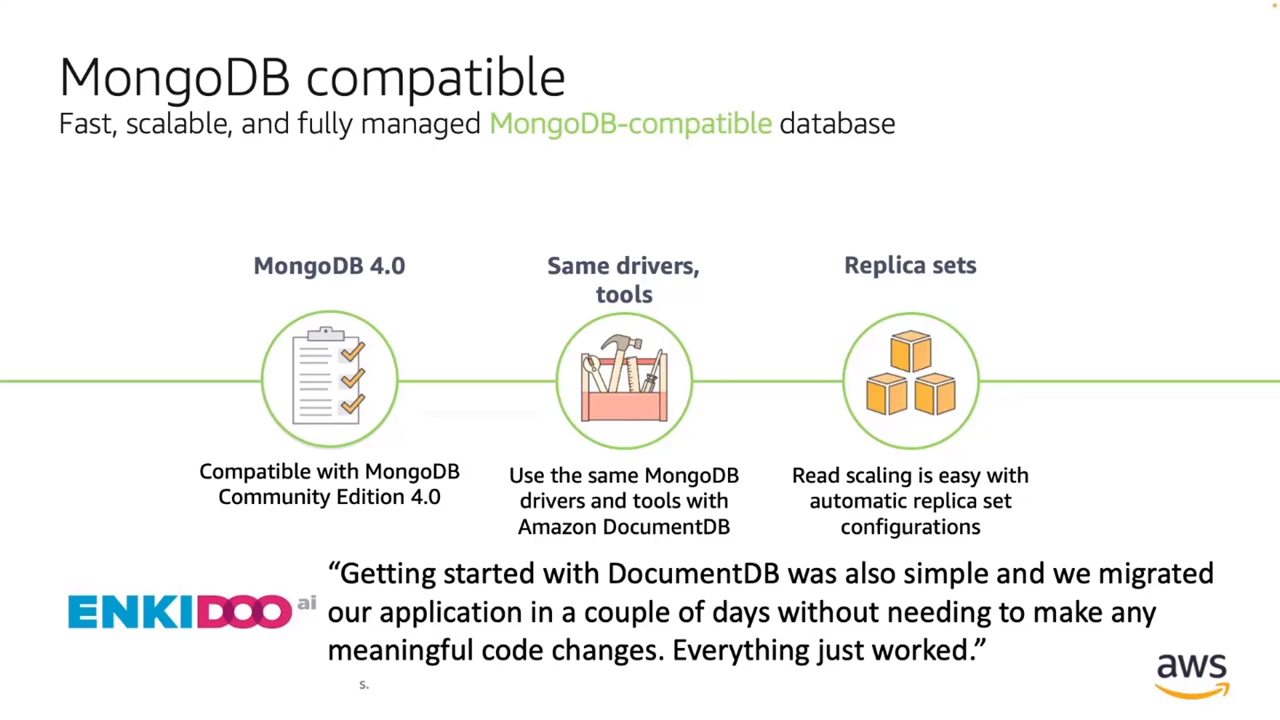 MongoDB compatible
Fast, scalable, and fully managed MongoDB-compatible database
MongoDB 4.0
Compatible with MongoDB
Community Edition 4.0
Same drivers,
tools
Use the same MongoDB
drivers and tools with
Amazon DocumentDB
Replica sets
Read scaling is easy with
automatic replica set
configurations
ENKIDOO ai
“Getting started with DocumentDB was also simple and we migrated
our application in a couple of days without needing to make any
meaningful code changes. Everything just worked.”
s.
aws